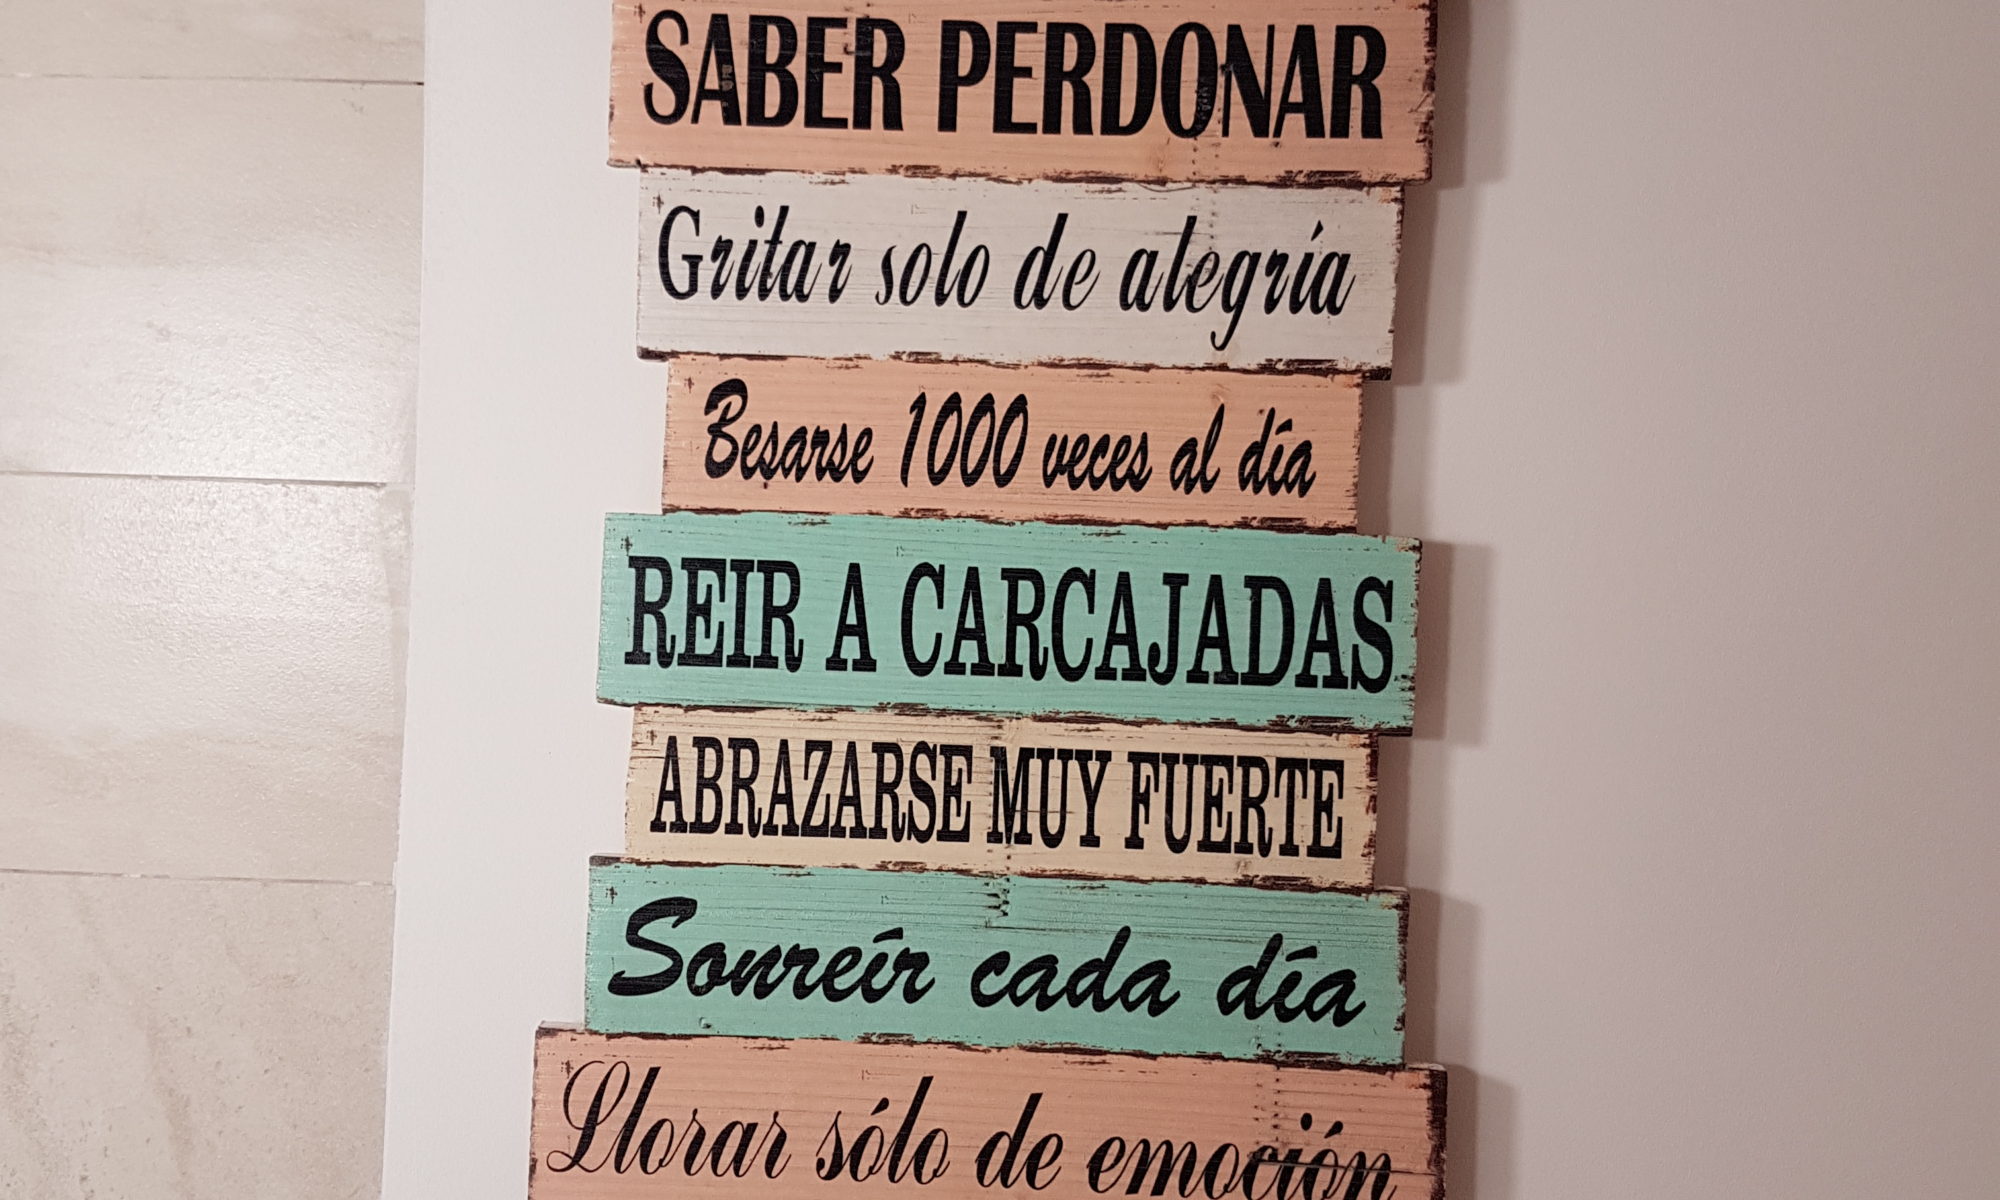 SABER PERDONAR
Gritar solo de alegría
Besarse 1000 veces al día
REIR A CARCAJADAS
ABRAZARSE MUY FUERTE
Sonreír cada día
Llorar sólo de emoción